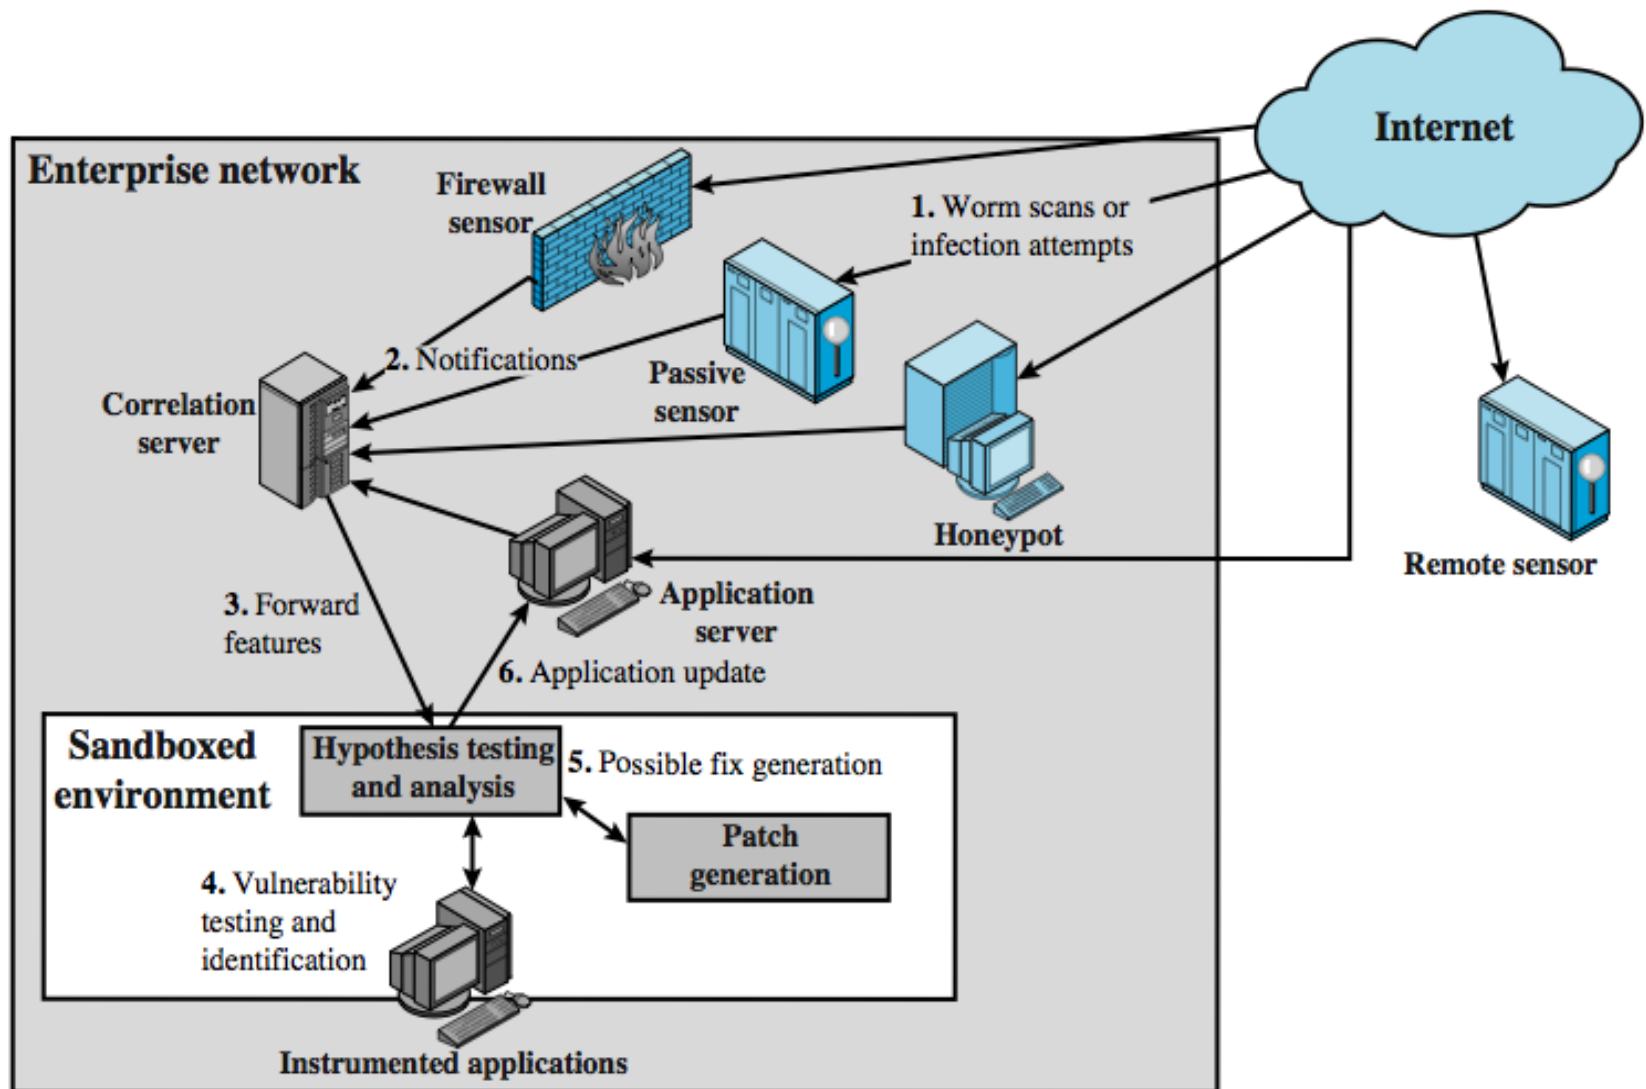 Internet
Enterprise network
Firewall
sensor
1. Worm scans or
infection attempts
2. Notifications
Passive
sensor
Correlation
server
Honeypot
Remote sensor
Application
server
3. Forward
features
6. Application update
Sandboxed
environment
Hypothesis testing
and analysis
5. Possible fix generation
Patch
generation
4. Vulnerability
testing and
identification
Instrumented applications